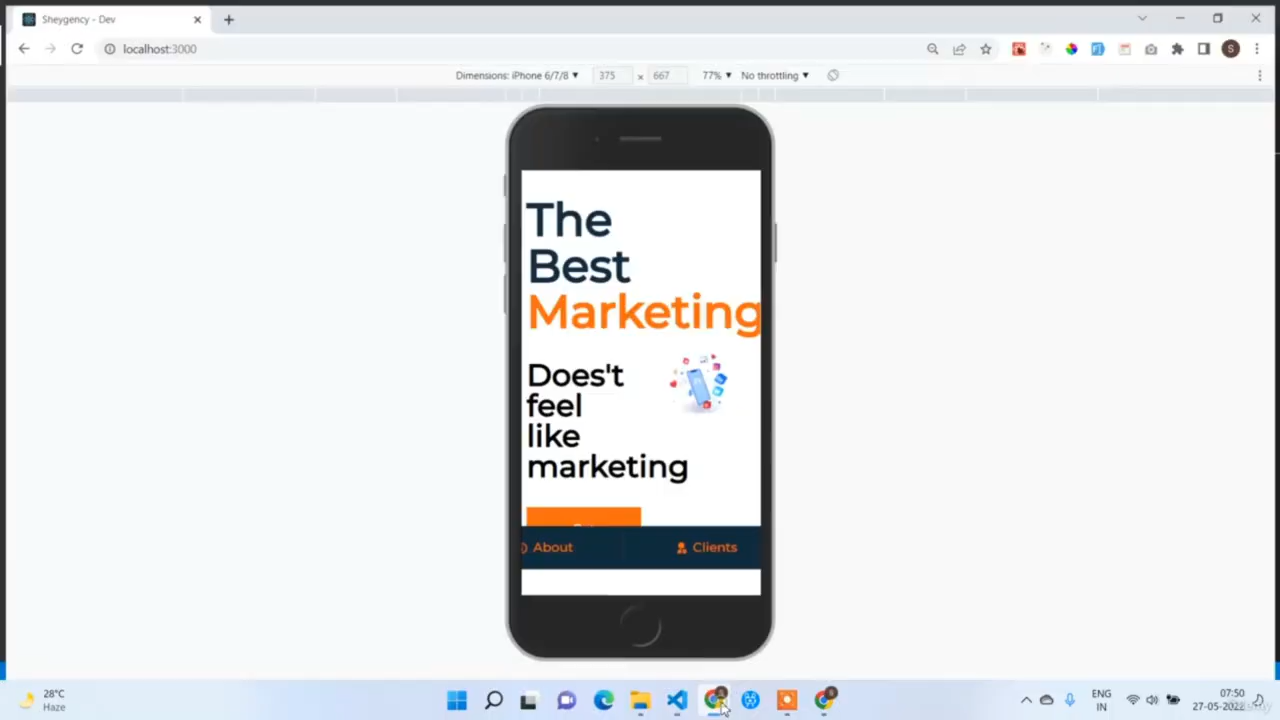 Sheygency - Dev
localhost:3000
Dimensions: iPhone 6/7/8 ▼ 375 x 667 77% ▼ No throttling ▼
The
Best
Marketing
Does't
feel
like
marketing
About Clients
28°C
Haze
ENG
IN
07:50
27-05-2022